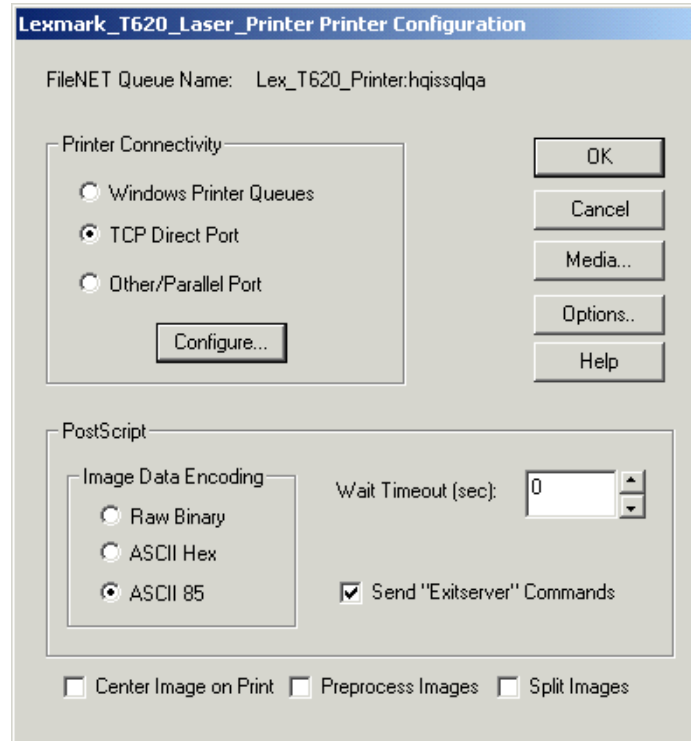 Lexmark_T620_Laser_Printer Printer Configuration
FileNET Queue Name: Lex_T620_Printer:hqissqlqa
Printer Connectivity
Windows Printer Queues
TCP Direct Port
Other/Parallel Port
Configure...
OK
Cancel
Media...
Options..
Help
PostScript
Image Data Encoding
Raw Binary
ASCII Hex
ASCII 85
Wait Timeout (sec): 0
Send "Exitserver" Commands
Center Image on Print Preprocess Images Split Images